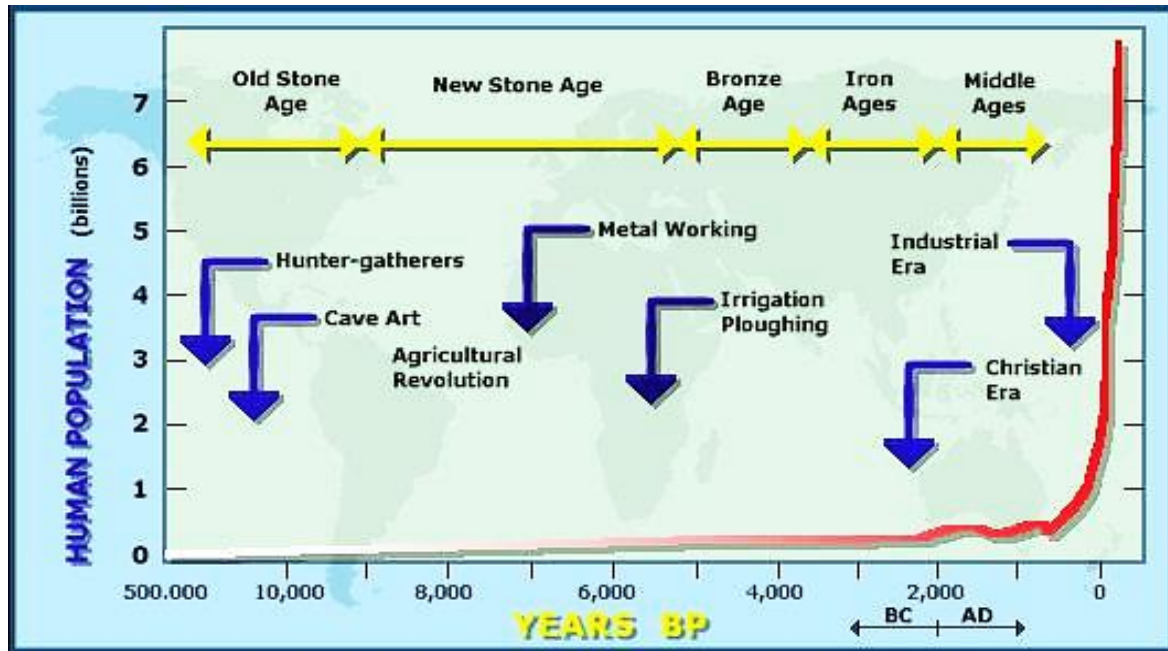 Old Stone
Age
New Stone Age
Bronze
Age
Iron
Ages
Middle
Ages
7
6
5
4
3
2
1
0
HUMAN POPULATION (billions)
Hunter-gatherers
Cave Art
Agricultural
Revolution
Metal Working
Irrigation
Ploughing
Industrial
Era
Christian
Era
500.000 10,000 8,000 6,000 4,000 2,000 0
YEARS BP
BC AD